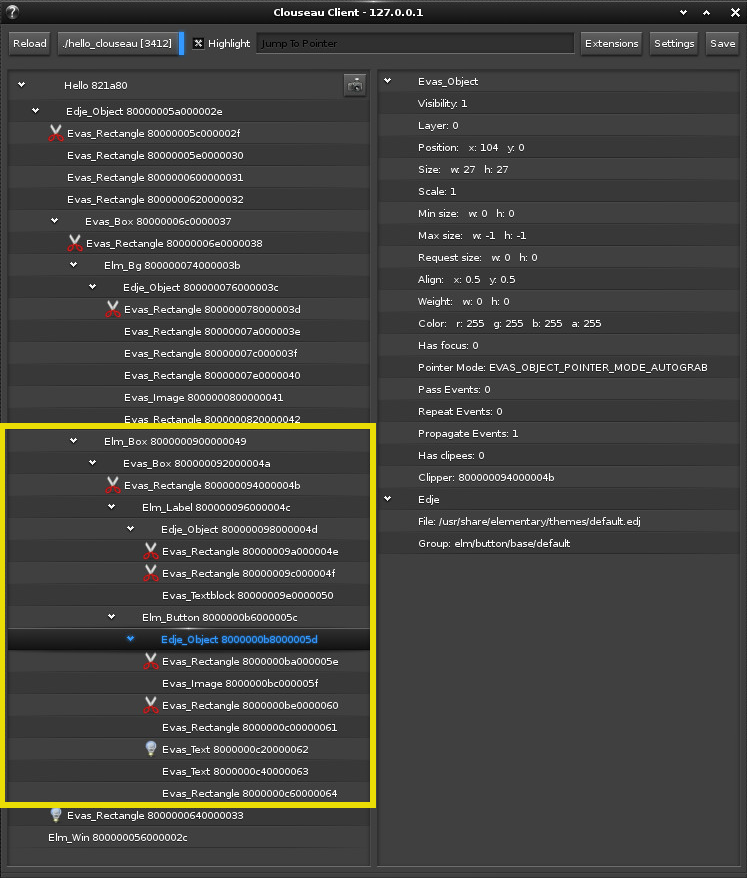 Clouseau Client - 127.0.0.1
Reload ./hello_clouseau [3412] Highlight Jump To Pointer Extensions Settings Save
Hello 821a80
Edje_Object 80000005a000002e
Evas_Rectangle 80000005c000002f
Evas_Rectangle 80000005e0000030
Evas_Rectangle 800000600000031
Evas_Rectangle 800000620000032
Evas_Box 80000006c0000037
Evas_Rectangle 80000006e0000038
Elm_Bg 800000074000003b
Edje_Object 800000076000003c
Evas_Rectangle 800000078000003d
Evas_Rectangle 80000007a000003e
Evas_Rectangle 80000007c000003f
Evas_Rectangle 80000007e0000040
Evas_Image 8000000800000041
Evas_Rectangle 8000000820000042
Elm_Box 8000000900000049
Evas_Box 800000092000004a
Evas_Rectangle 800000094000004b
Elm_Label 800000096000004c
Edje_Object 800000098000004d
Evas_Rectangle 80000009a000004e
Evas_Rectangle 80000009c000004f
Evas_Textblock 80000009e0000050
Elm_Button 8000000b6000005c
Edje_Object 8000000b8000005d
Evas_Rectangle 8000000ba000005e
Evas_Image 8000000bc000005f
Evas_Rectangle 8000000be0000060
Evas_Rectangle 8000000c00000061
Evas_Text 8000000c20000062
Evas_Text 8000000c40000063
Evas_Rectangle 8000000c60000064
Evas_Rectangle 8000000640000033
Elm_Win 800000056000002c
Evas_Object
Visibility: 1
Layer: 0
Position: x: 104 y: 0
Size: w: 27 h: 27
Scale: 1
Min size: w: 0 h: 0
Max size: w: -1 h: -1
Request size: w: 0 h: 0
Align: x: 0.5 y: 0.5
Weight: w: 0 h: 0
Color: r: 255 g: 255 b: 255 a: 255
Has focus: 0
Pointer Mode: EVAS_OBJECT_POINTER_MODE_AUTOGRAB
Pass Events: 0
Repeat Events: 0
Propagate Events: 1
Has clipees: 0
Clipper: 800000094000004b
Edje
File: /usr/share/elementary/themes/default.edj
Group: elm/button/base/default